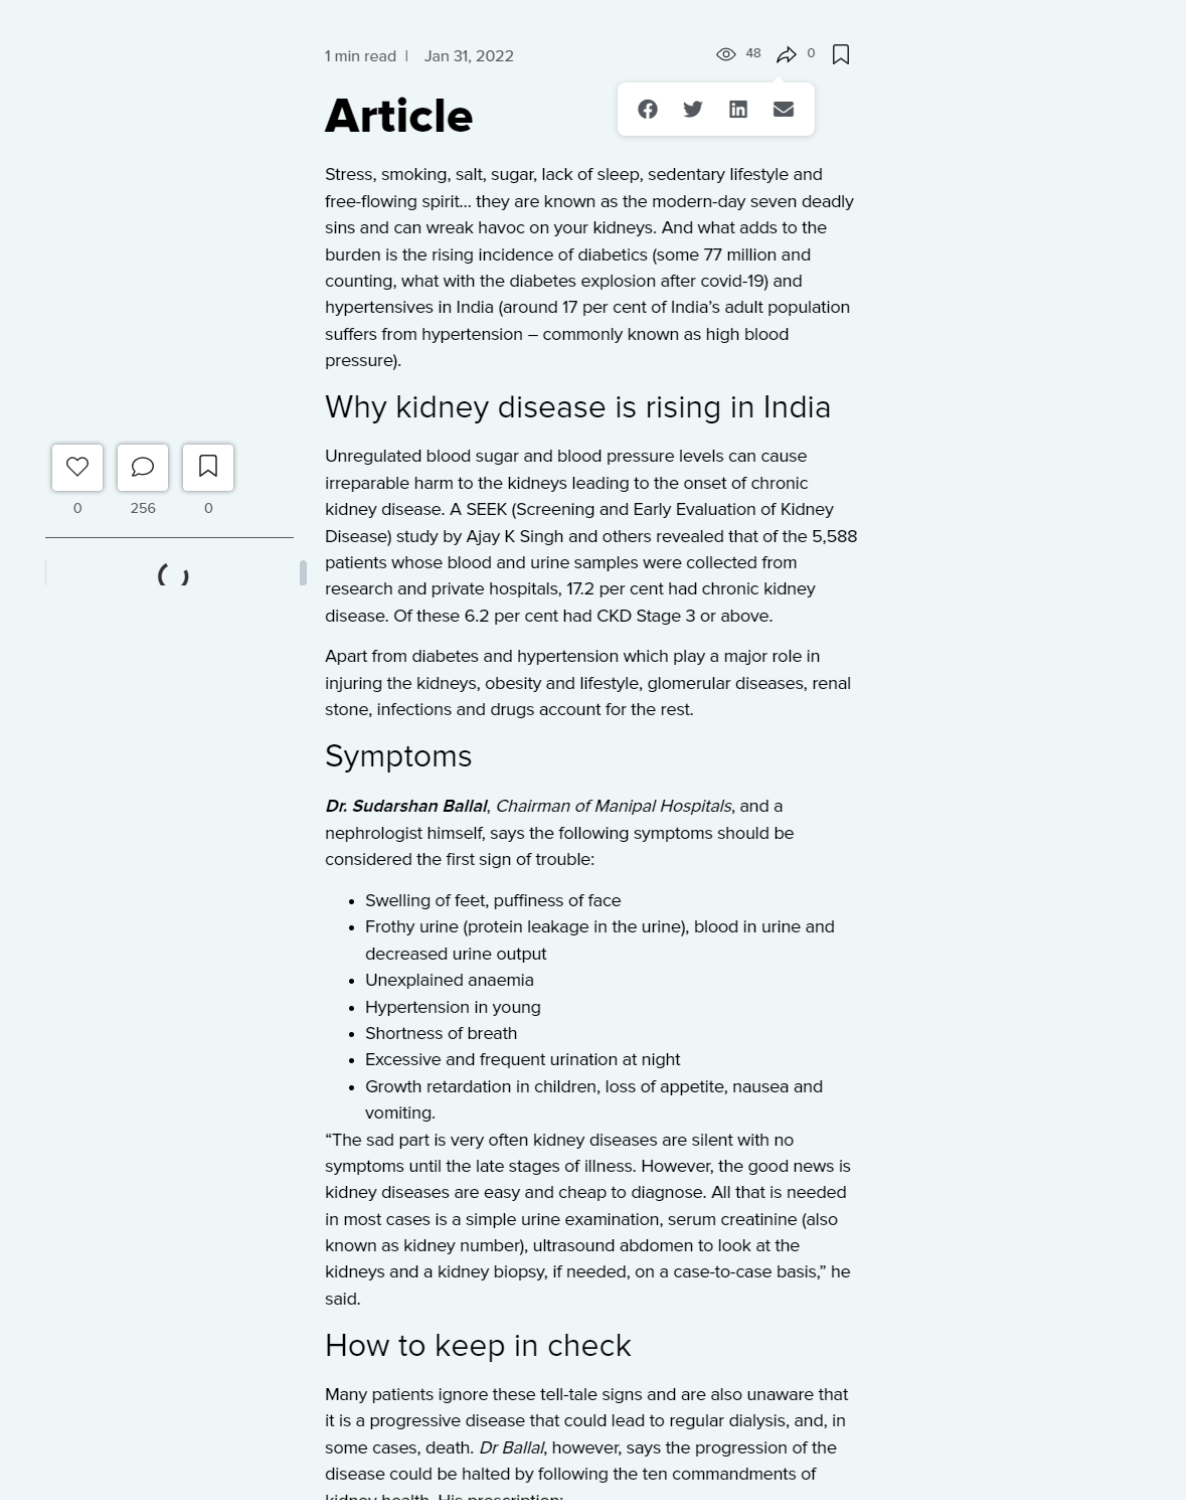 1 min read | Jan 31, 2022
48
0
Article
Stress, smoking, salt, sugar, lack of sleep, sedentary lifestyle and
free-flowing spirit... they are known as the modern-day seven deadly
sins and can wreak havoc on your kidneys. And what adds to the
burden is the rising incidence of diabetics (some 77 million and
counting, what with the diabetes explosion after covid-19) and
hypertensives in India (around 17 per cent of India’s adult population
suffers from hypertension – commonly known as high blood
pressure).
Why kidney disease is rising in India
Unregulated blood sugar and blood pressure levels can cause
irreparable harm to the kidneys leading to the onset of chronic
kidney disease. A SEEK (Screening and Early Evaluation of Kidney
Disease) study by Ajay K Singh and others revealed that of the 5,588
patients whose blood and urine samples were collected from
research and private hospitals, 17.2 per cent had chronic kidney
disease. Of these 6.2 per cent had CKD Stage 3 or above.
0
256
0
Apart from diabetes and hypertension which play a major role in
injuring the kidneys, obesity and lifestyle, glomerular diseases, renal
stone, infections and drugs account for the rest.
Symptoms
Dr. Sudarshan Ballal, Chairman of Manipal Hospitals, and a
nephrologist himself, says the following symptoms should be
considered the first sign of trouble:
• Swelling of feet, puffiness of face
• Frothy urine (protein leakage in the urine), blood in urine and
decreased urine output
• Unexplained anaemia
• Hypertension in young
• Shortness of breath
• Excessive and frequent urination at night
• Growth retardation in children, loss of appetite, nausea and
vomiting.
“The sad part is very often kidney diseases are silent with no
symptoms until the late stages of illness. However, the good news is
kidney diseases are easy and cheap to diagnose. All that is needed
in most cases is a simple urine examination, serum creatinine (also
known as kidney number), ultrasound abdomen to look at the
kidneys and a kidney biopsy, if needed, on a case-to-case basis,” he
said.
How to keep in check
Many patients ignore these tell-tale signs and are also unaware that
it is a progressive disease that could lead to regular dialysis, and, in
some cases, death. Dr Ballal, however, says the progression of the
disease could be halted by following the ten commandments of
kidney health. His prescription: